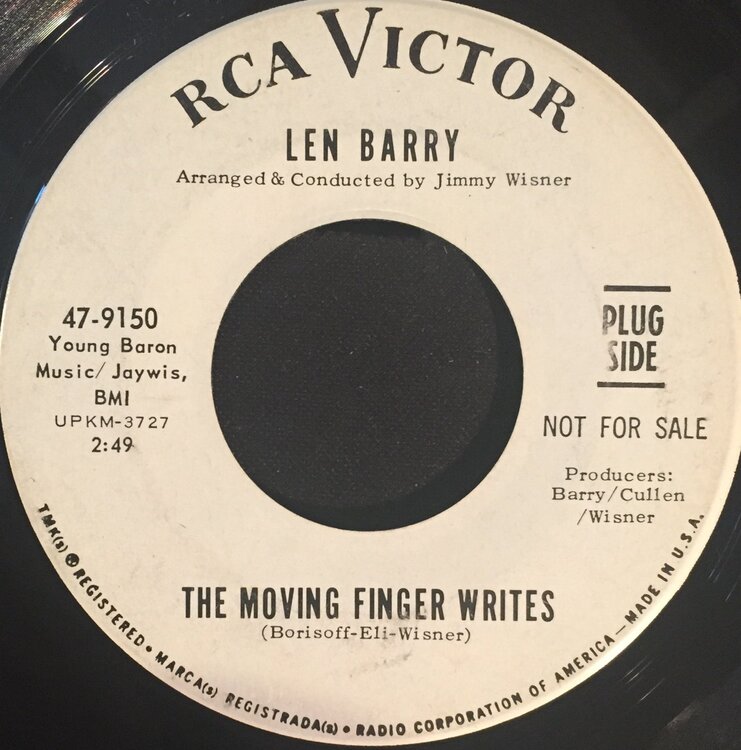 RCA VICTOR
LEN BARRY
Arranged & Conducted by Jimmy Wisner
47-9150
Young Baron
Music/ Jaywis,
BMI
UPKM-3727
2:49
PLUG
SIDE
NOT FOR SALE
Producers:
Barry/Cullen
/Wisner
THE MOVING FINGER WRITES
(Borisoff-Eli-Wisner)
TMK(s) ® REGISTERED • MARCA(s) REGISTRADA(s) • RADIO CORPORATION OF AMERICA — MADE IN U.S.A.